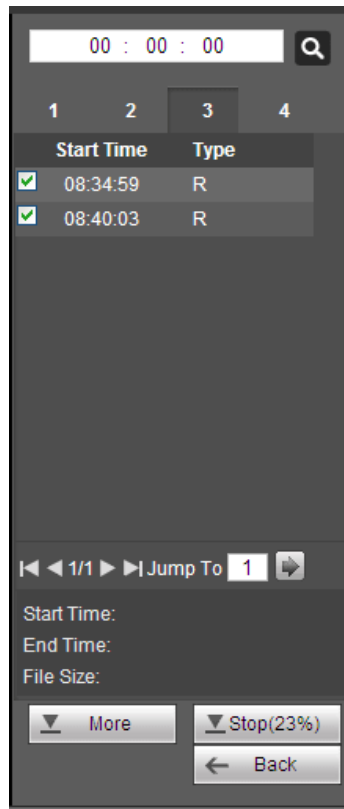 00 : 00 : 00
1 2 3 4
Start Time Type
08:34:59 R
08:40:03 R
1/1 Jump To 1
Start Time:
End Time:
File Size:
More Stop(23%)
Back